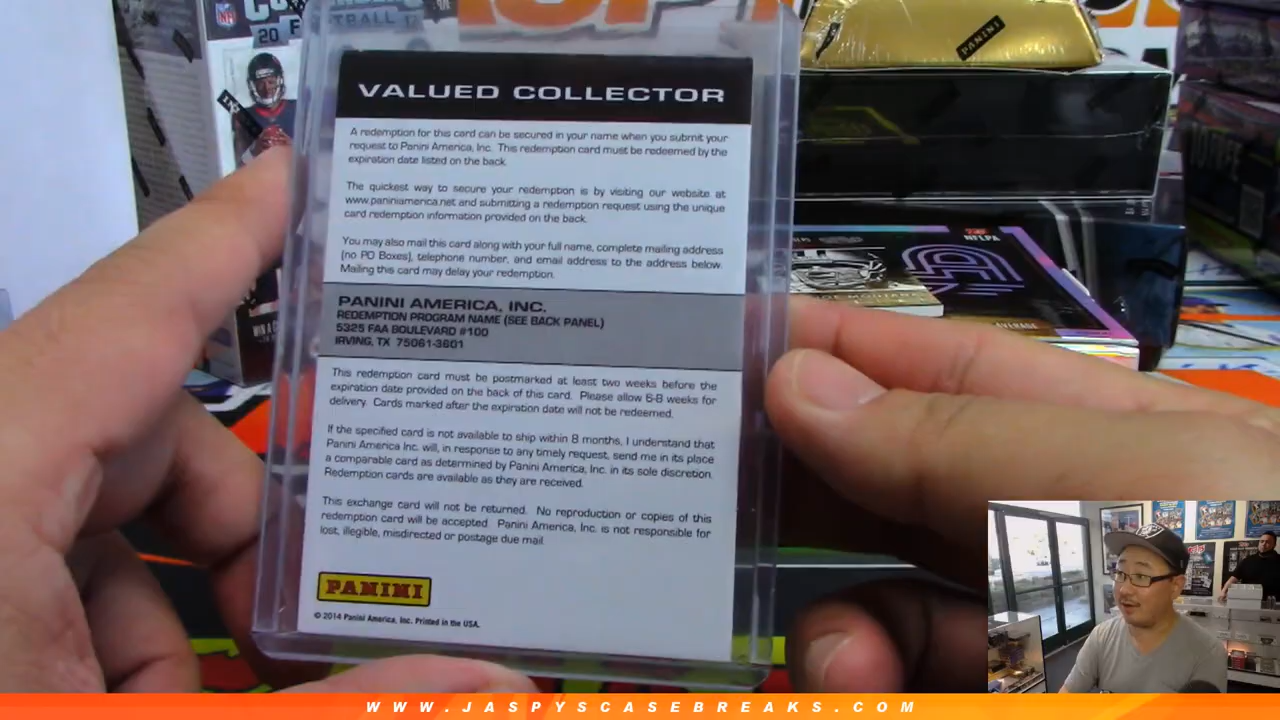 NFL
20
FOOTBALL
PANINI
NFLPA
VALUED COLLECTOR
A redemption for this card can be secured in your name when you submit your
request to Panini America, Inc. This redemption card must be redeemed by the
expiration date listed on the back.
The quickest way to secure your redemption is by visiting our website at
www.paniniamerica.net and submitting a redemption request using the unique
card redemption information provided on the back.
You may also mail this card along with your full name, complete mailing address
(no PO Boxes), telephone number, and email address to the address below.
Mailing this card may delay your redemption.
PANINI AMERICA, INC.
REDEMPTION PROGRAM NAME (SEE BACK PANEL)
5325 FAA BOULEVARD #100
IRVING, TX 75061-3601
This redemption card must be postmarked at least two weeks before the
expiration date provided on the back of this card. Please allow 6-8 weeks for
delivery. Cards marked after the expiration date will not be redeemed.
If the specified card is not available to ship within 8 months, I understand that
Panini America Inc. will, in response to any timely request, send me in its place
a comparable card as determined by Panini America, Inc. in its sole discretion.
Redemption cards are available as they are received.
This exchange card will not be returned. No reproduction or copies of this
redemption card will be accepted. Panini America, Inc. is not responsible for
lost, illegible, misdirected or postage due mail
PANINI
© 2014 Panini America, Inc. Printed in the USA.
AVERAGE
WWW.JASPYSCASEBREAKS.COM